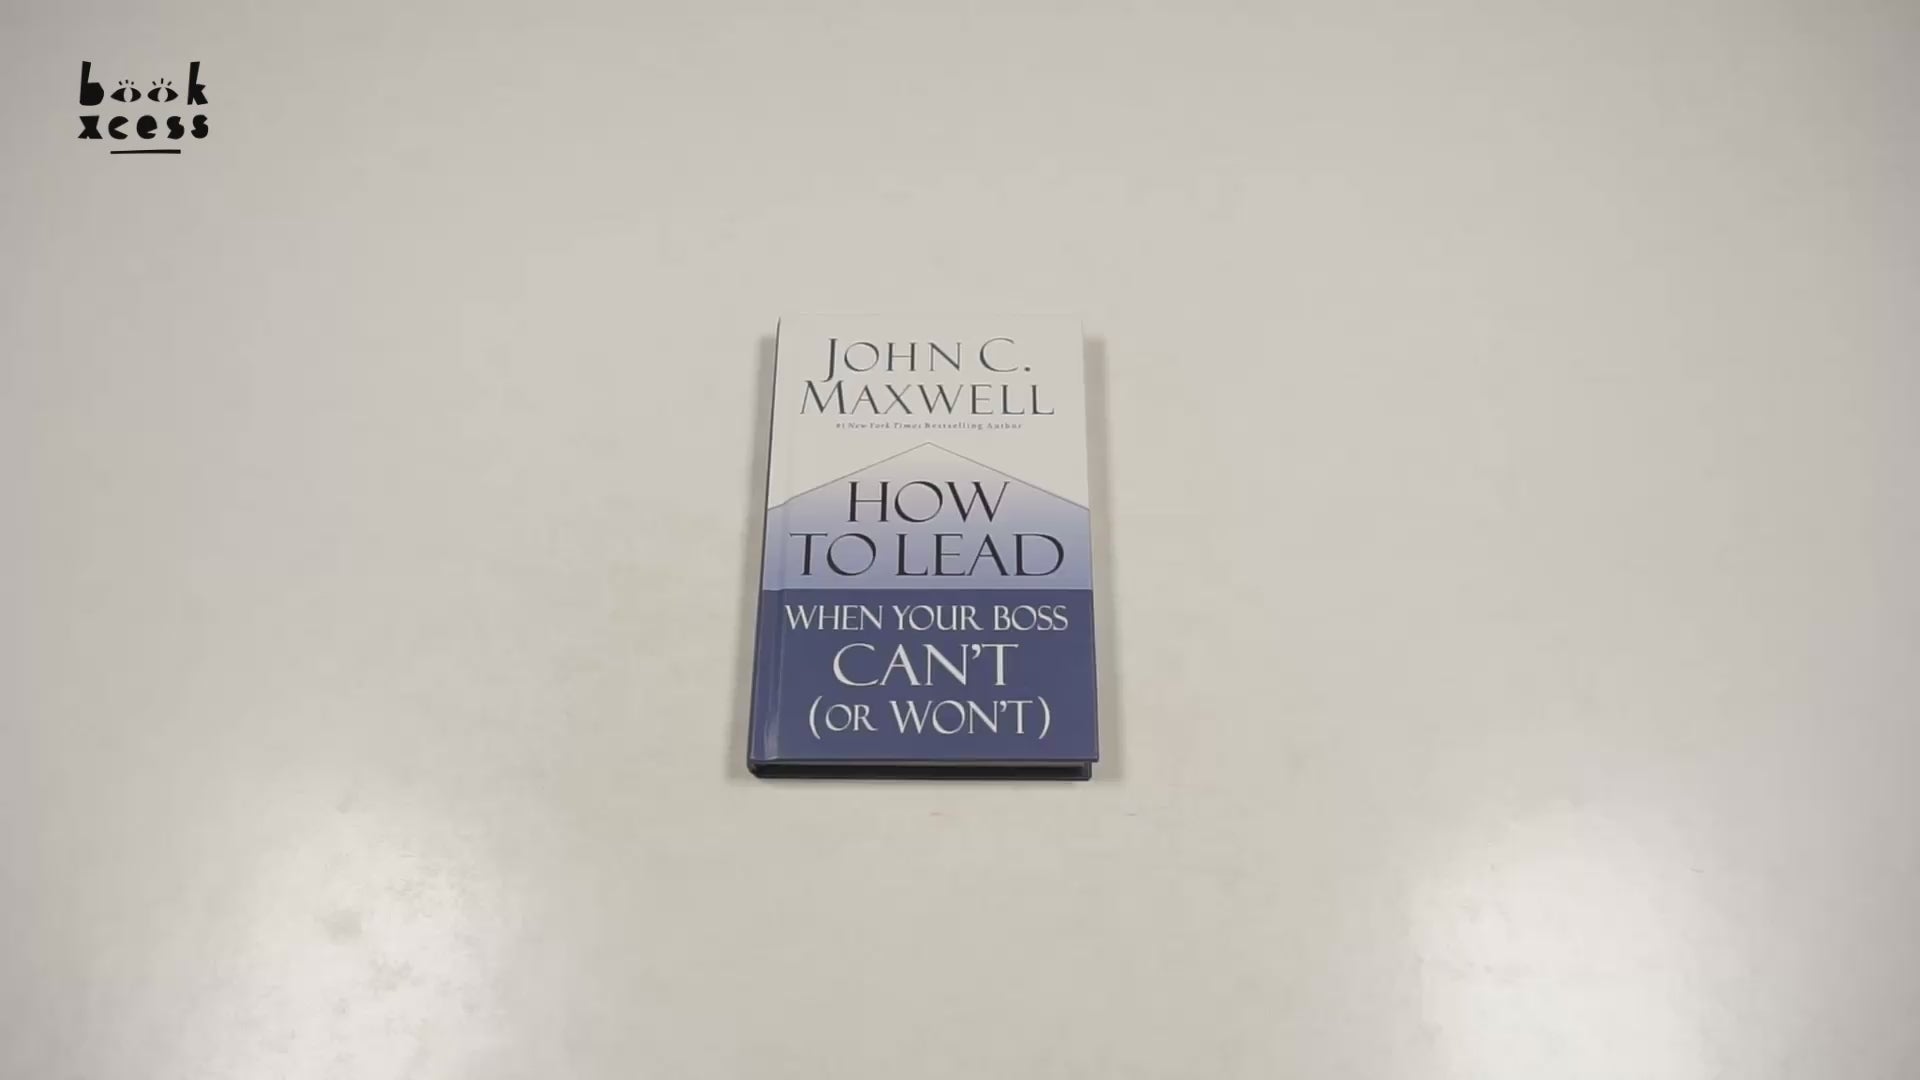 book
xcess
JOHN C.
MAXWELL
#1 New York Times Bestselling Author
HOW
TO LEAD
WHEN YOUR BOSS
CAN'T
(OR WON'T)